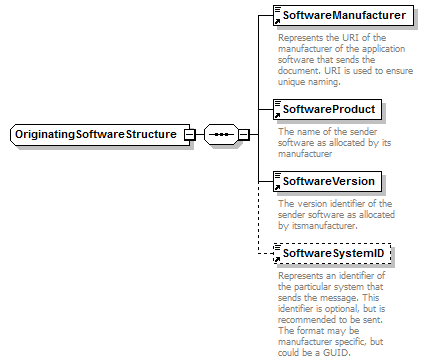 SoftwareManufacturer
Represents the URI of the
manufacturer of the application
software that sends the
document. URI is used to ensure
unique naming.
OriginatingSoftwareStructure
SoftwareProduct
The name of the sender
software as allocated by its
manufacturer
SoftwareVersion
The version identifier of the
sender software as allocated
by itsmanufacturer.
SoftwareSystemID
Represents an identifier of
the particular system that
sends the message. This
identifier is optional, but is
recommended to be sent.
The format may be
manufacturer specific, but
could be a GUID.